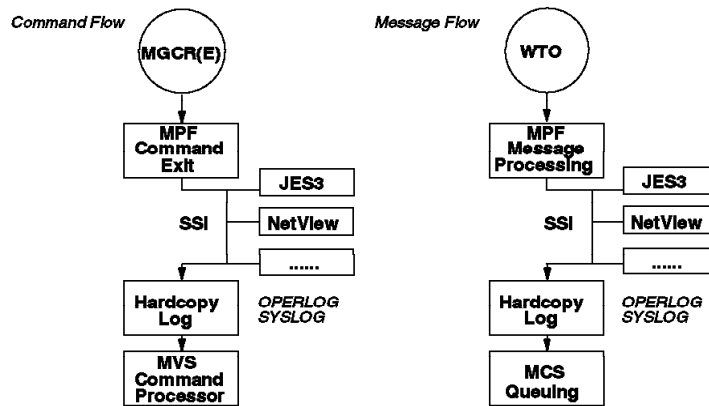 Command Flow
MGCR(E)
MPF
Command
Exit
JES3
SSI
NetView
......
Hardcopy
Log
OPERLOG
SYSLOG
MVS
Command
Processor
Message Flow
WTO
MPF
Message
Processing
JES3
SSI
NetView
......
Hardcopy
Log
OPERLOG
SYSLOG
MCS
Queuing